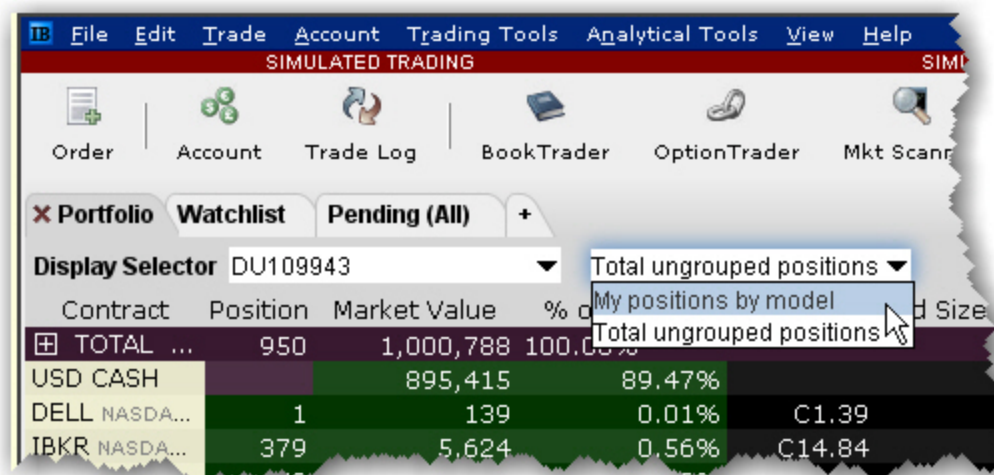 IB File Edit Trade Account Trading Tools Analytical Tools View Help
SIMULATED TRADING
Order Account Trade Log BookTrader OptionTrader Mkt Scann
Portfolio Watchlist Pending (All) +
Display Selector DU109943 Total ungrouped positions
My positions by model
Total ungrouped positions
Contract Position Market Value % d Size
TOTAL ... 950 1,000,788
USD CASH 895,415 89.47%
DELL NASDA... 1 139 0.01% C1.39
IBKR NASDA... 379 5,624 0.56% C14.84